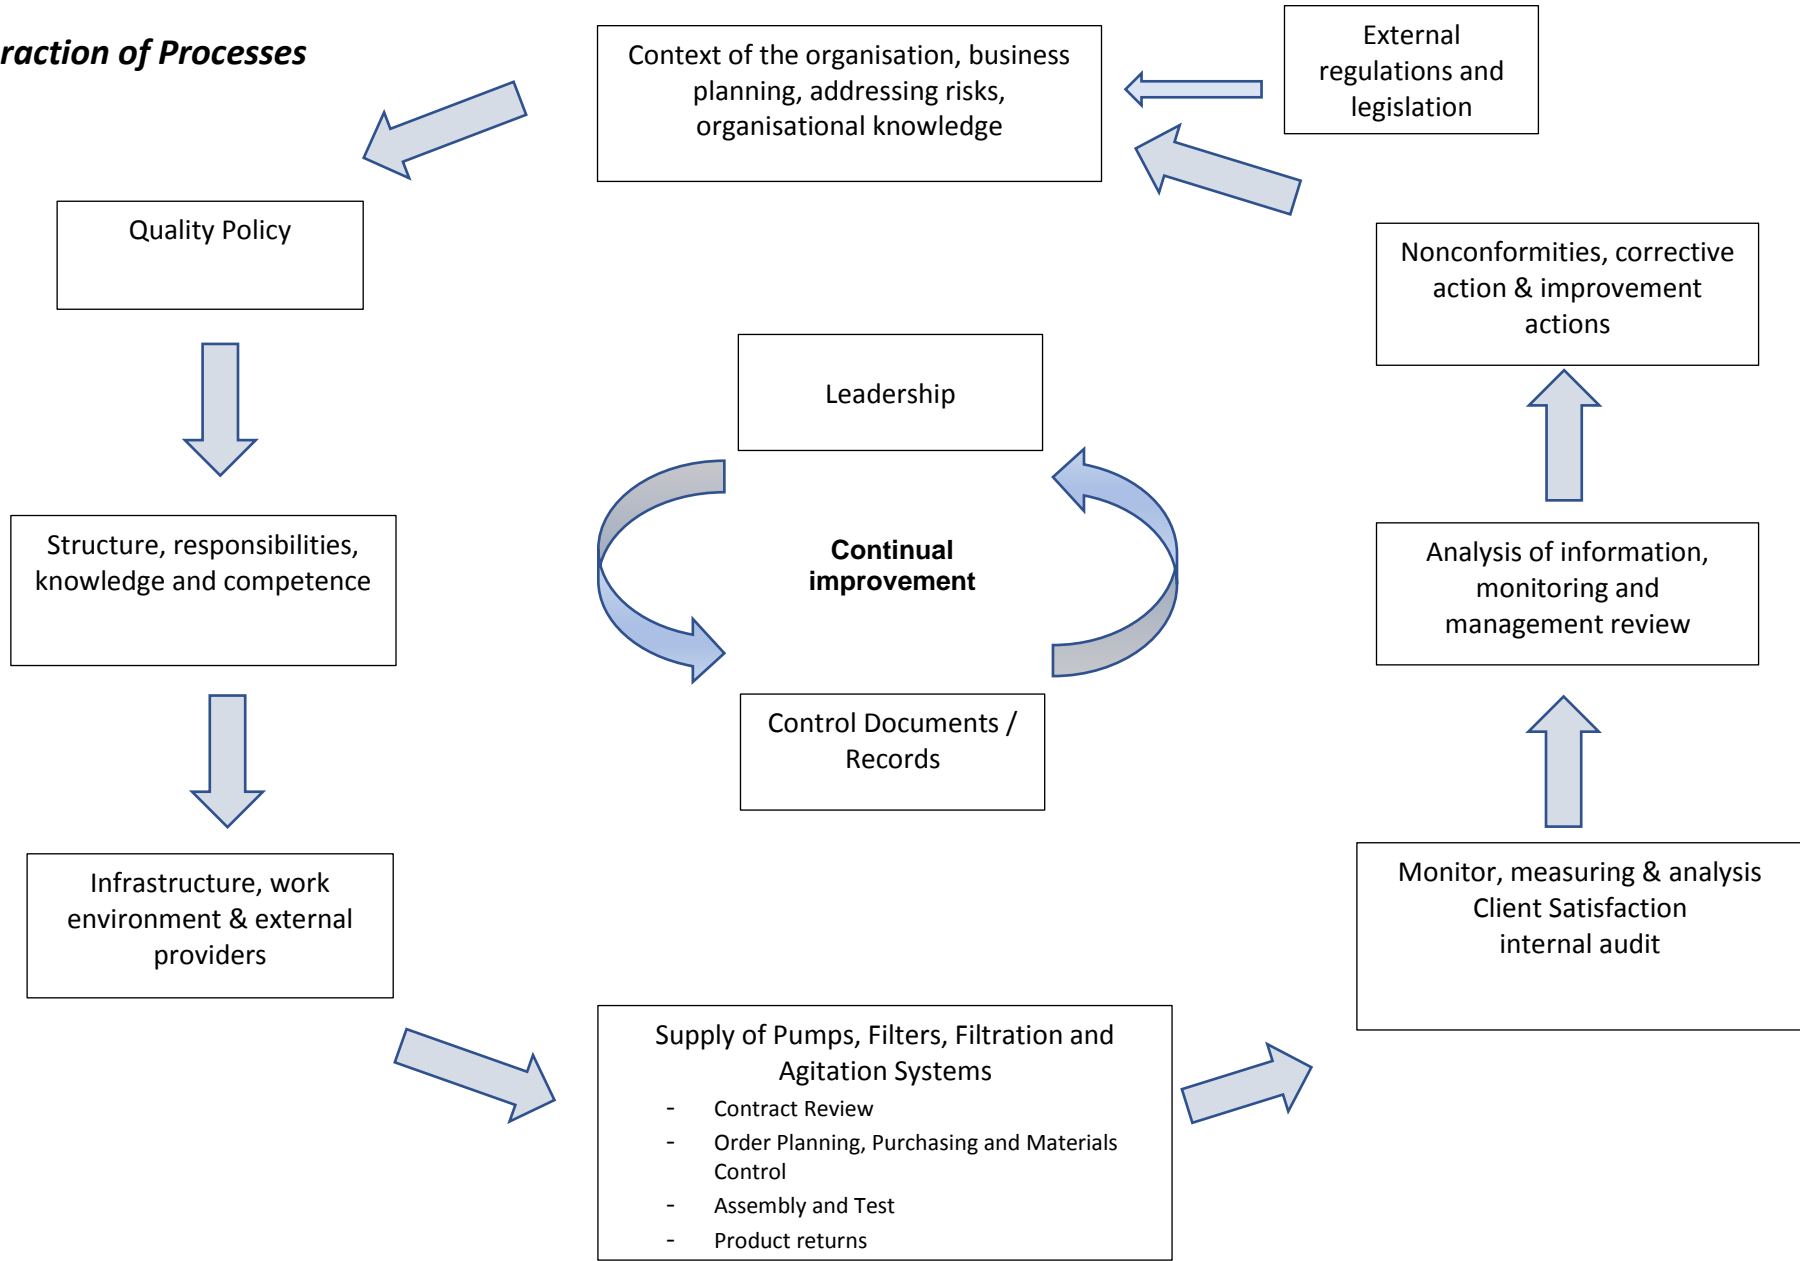 raction of Processes
Context of the organisation, business
planning, addressing risks,
organisational knowledge
External
regulations and
legislation
Quality Policy
Nonconformities, corrective
action & improvement
actions
Leadership
Structure, responsibilities,
knowledge and competence
Continual
improvement
Analysis of information,
monitoring and
management review
Control Documents /
Records
Infrastructure, work
environment & external
providers
Monitor, measuring & analysis
Client Satisfaction
internal audit
Supply of Pumps, Filters, Filtration and
Agitation Systems
- Contract Review
- Order Planning, Purchasing and Materials
Control
- Assembly and Test
- Product returns